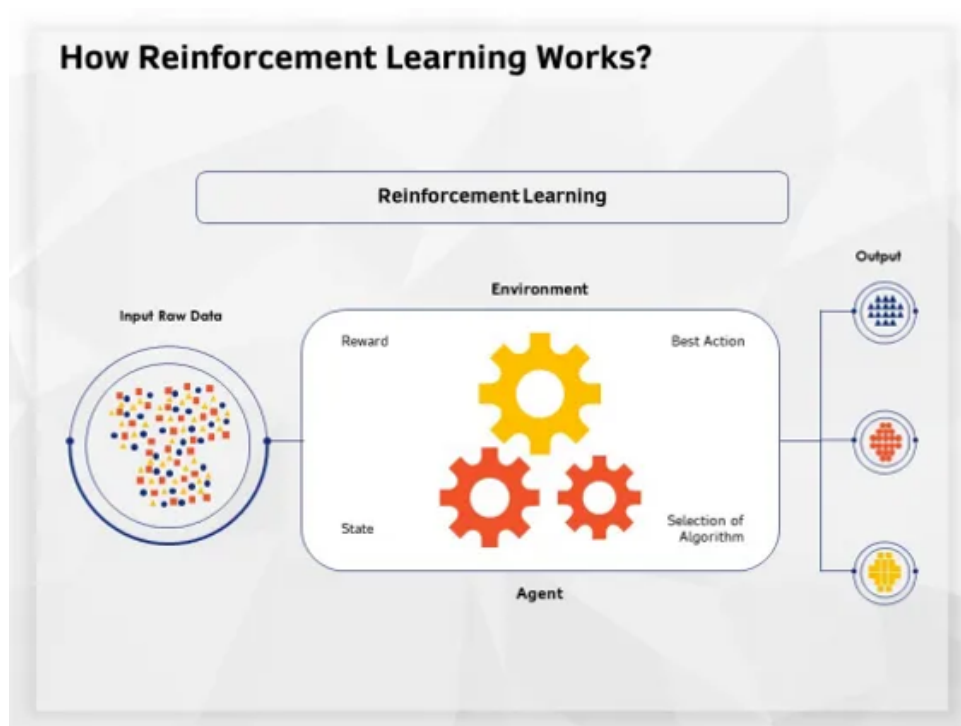 How Reinforcement Learning Works?
Reinforcement Learning
Output
Environment
Input Raw Data
Reward
Best Action
State
Selection of
Algorithm
Agent